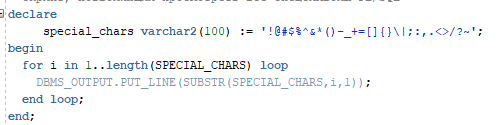 declare
special_chars varchar2(100) := '!@#$%^&*()-_+=[]{}\|;:,.<>/?~';
begin
for i in 1..length(SPECIAL_CHARS) loop
DBMS_OUTPUT.PUT_LINE(SUBSTR(SPECIAL_CHARS,i,1));
end loop;
end;